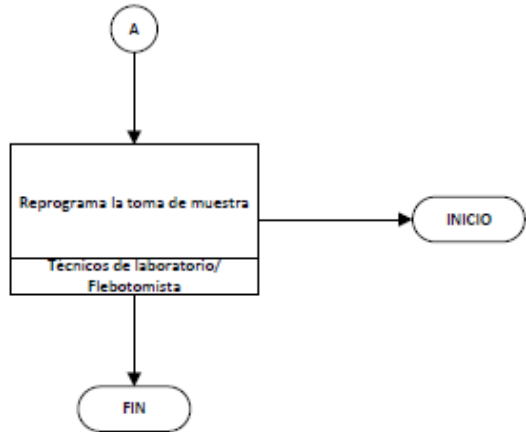 A
Reprograma la toma de muestra
INICIO
Técnicos de laboratorio/
Flebotomista
FIN